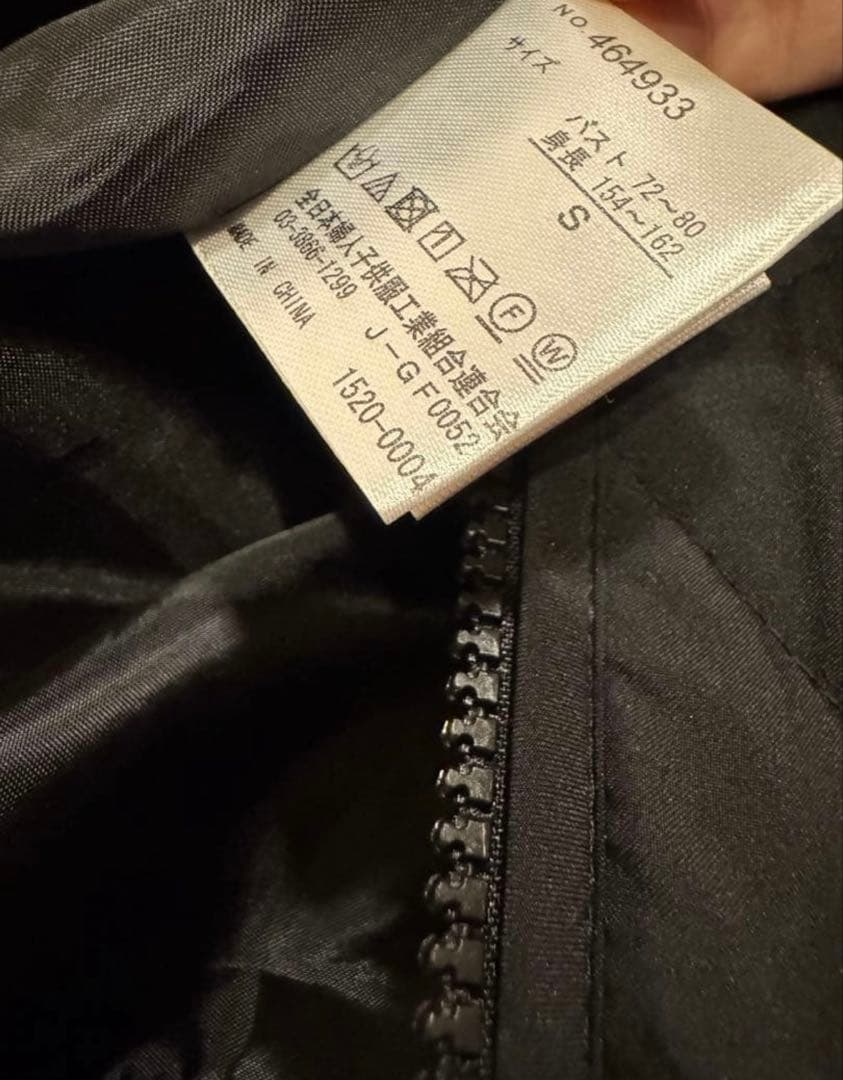 NO.464933
サイズ
バスト 72～80
身長 154～162
S
F W
全日本婦人子供服工業組合連合会
03-3866-1299 J-GF0052
MADE IN CHINA 1520-0004